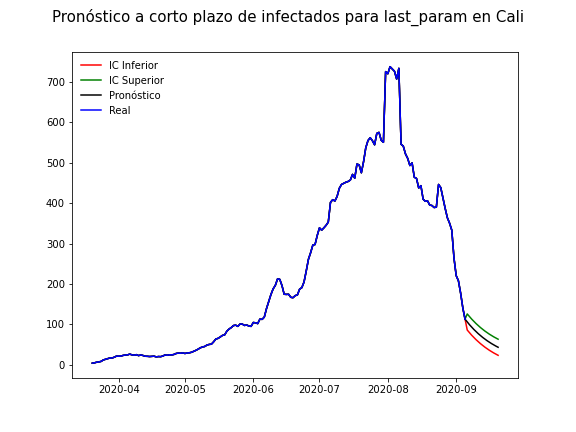 Pronóstico a corto plazo de infectados para last_param en Cali
IC Inferior
IC Superior
Pronóstico
Real
700
600
500
400
300
200
100
0
2020-04 2020-05 2020-06 2020-07 2020-08 2020-09